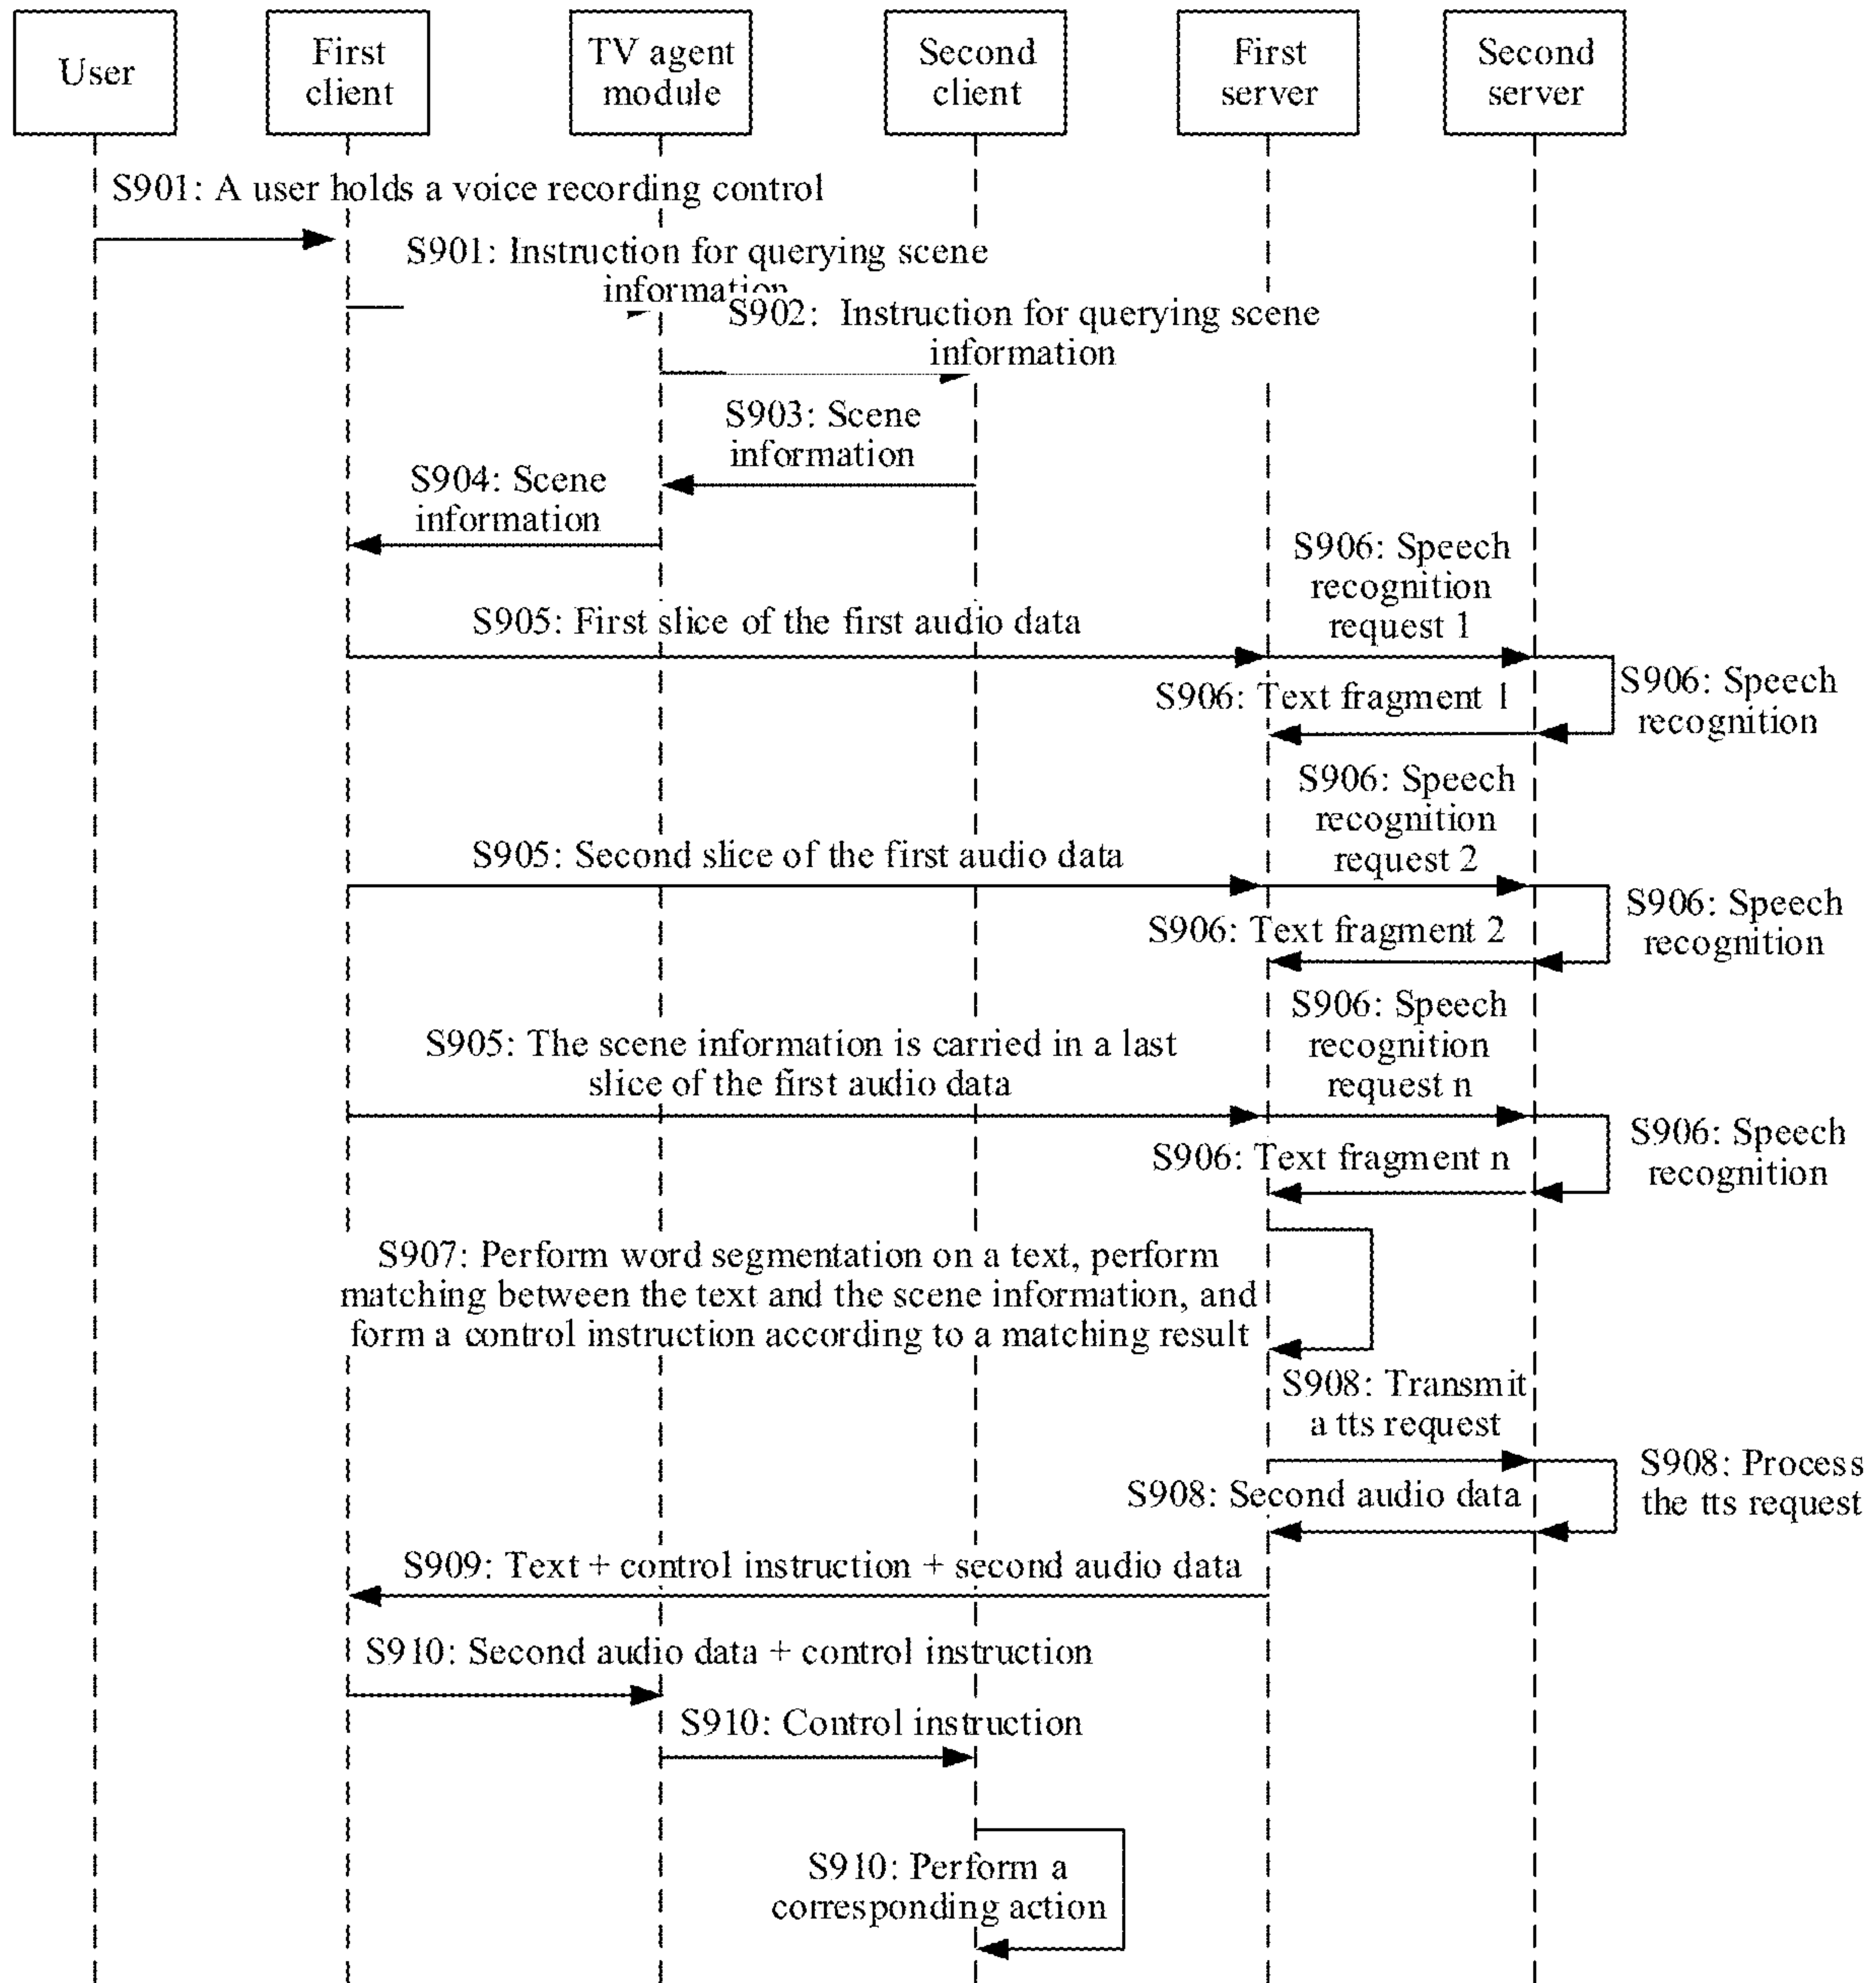 User
First
client
TV agent
module
Second
client
First
server
Second
server
S901: A user holds a voice recording control
S901: Instruction for querying scene
information
S902: Instruction for querying scene
information
S903: Scene
information
S904: Scene
information
S906: Speech
recognition
request 1
S905: First slice of the first audio data
S906: Speech
recognition
S906: Text fragment 1
S906: Speech
recognition
request 2
S905: Second slice of the first audio data
S906: Speech
recognition
S906: Text fragment 2
S906: Speech
recognition
request n
S905: The scene information is carried in a last
slice of the first audio data
S906: Speech
recognition
S906: Text fragment n
S907: Perform word segmentation on a text, perform
matching between the text and the scene information, and
form a control instruction according to a matching result
S908: Transmit
a tts request
S908: Process
the tts request
S908: Second audio data
S909: Text + control instruction + second audio data
S910: Second audio data + control instruction
S910: Control instruction
S910: Perform a
corresponding action